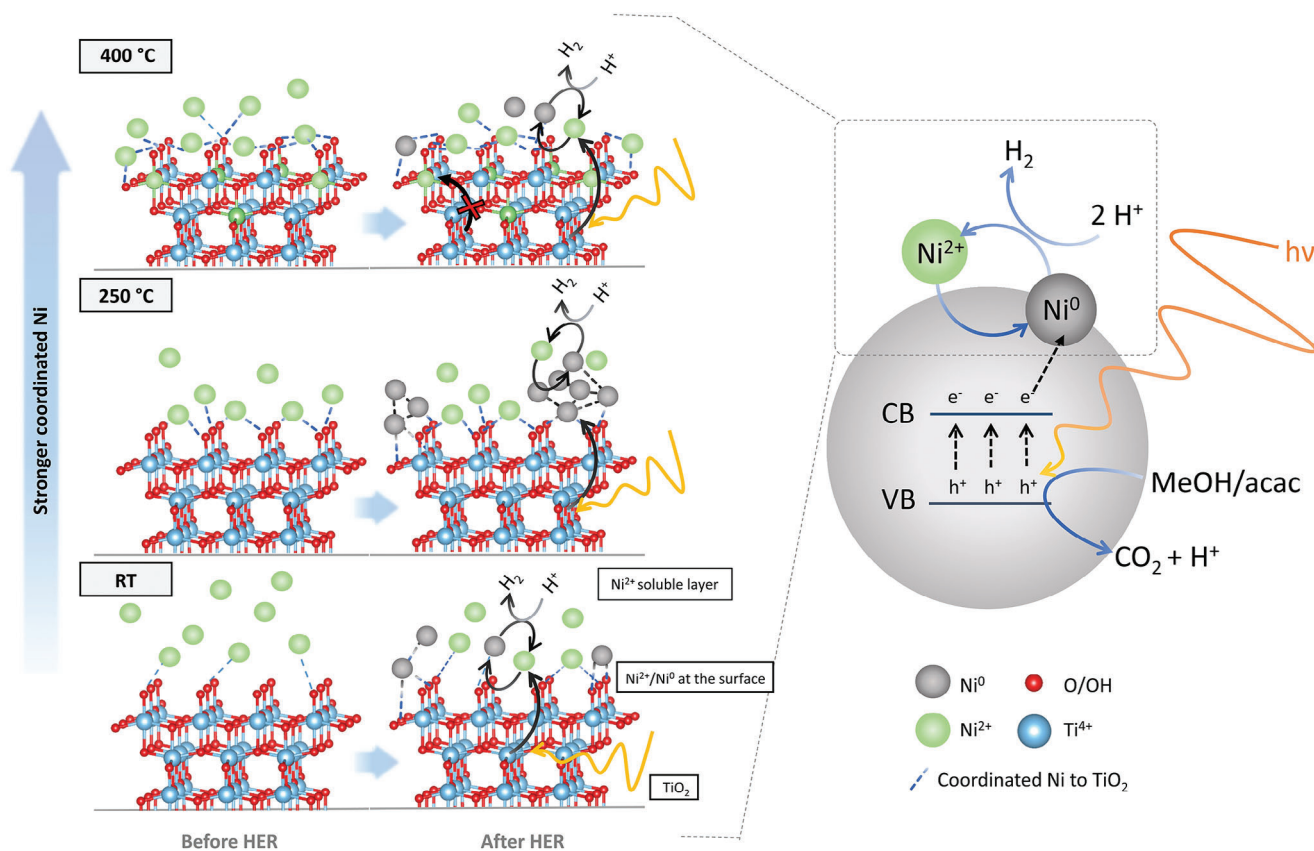 400 °C
H₂
H⁺
250 °C
H₂
H⁺
Stronger coordinated Ni
RT
H₂
H⁺
Ni²⁺ soluble layer
Ni²⁺/Ni⁰ at the surface
TiO₂
Before HER
After HER
H₂
2 H⁺
Ni²⁺
hν
Ni⁰
e⁻ e⁻ e⁻
CB
h⁺ h⁺ h⁺
VB
MeOH/acac
CO₂ + H⁺
Ni⁰
O/OH
Ni²⁺
Ti⁴⁺
Coordinated Ni to TiO₂